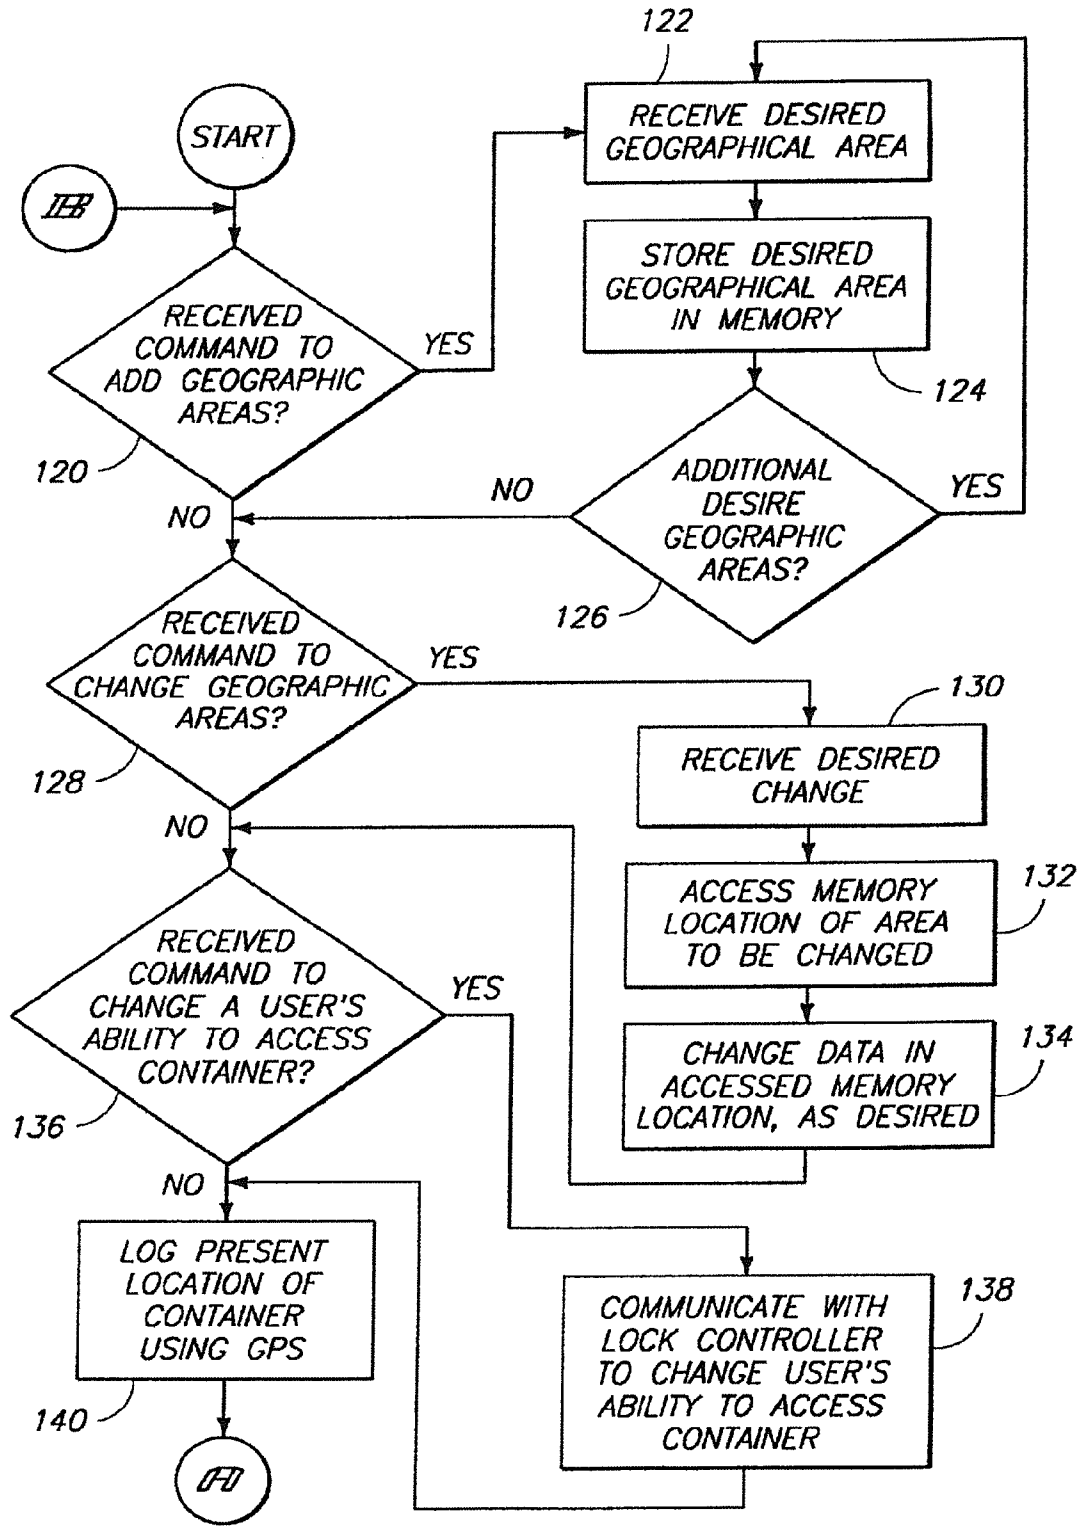 122
START
RECEIVE DESIRED
GEOGRAPHICAL AREA
STORE DESIRED
GEOGRAPHICAL AREA
IN MEMORY
124
RECEIVED
COMMAND TO
ADD GEOGRAPHIC
AREAS?
YES
120
NO
ADDITIONAL
DESIRE
GEOGRAPHIC
AREAS?
YES
NO
126
RECEIVED
COMMAND TO
CHANGE GEOGRAPHIC
AREAS?
YES
128
NO
130
RECEIVE DESIRED
CHANGE
ACCESS MEMORY
LOCATION OF AREA
TO BE CHANGED
132
CHANGE DATA IN
ACCESSED MEMORY
LOCATION, AS DESIRED
134
RECEIVED
COMMAND TO
CHANGE A USER'S
ABILITY TO ACCESS
CONTAINER?
YES
136
NO
LOG PRESENT
LOCATION OF
CONTAINER
USING GPS
140
COMMUNICATE WITH
LOCK CONTROLLER
TO CHANGE USER'S
ABILITY TO ACCESS
CONTAINER
138